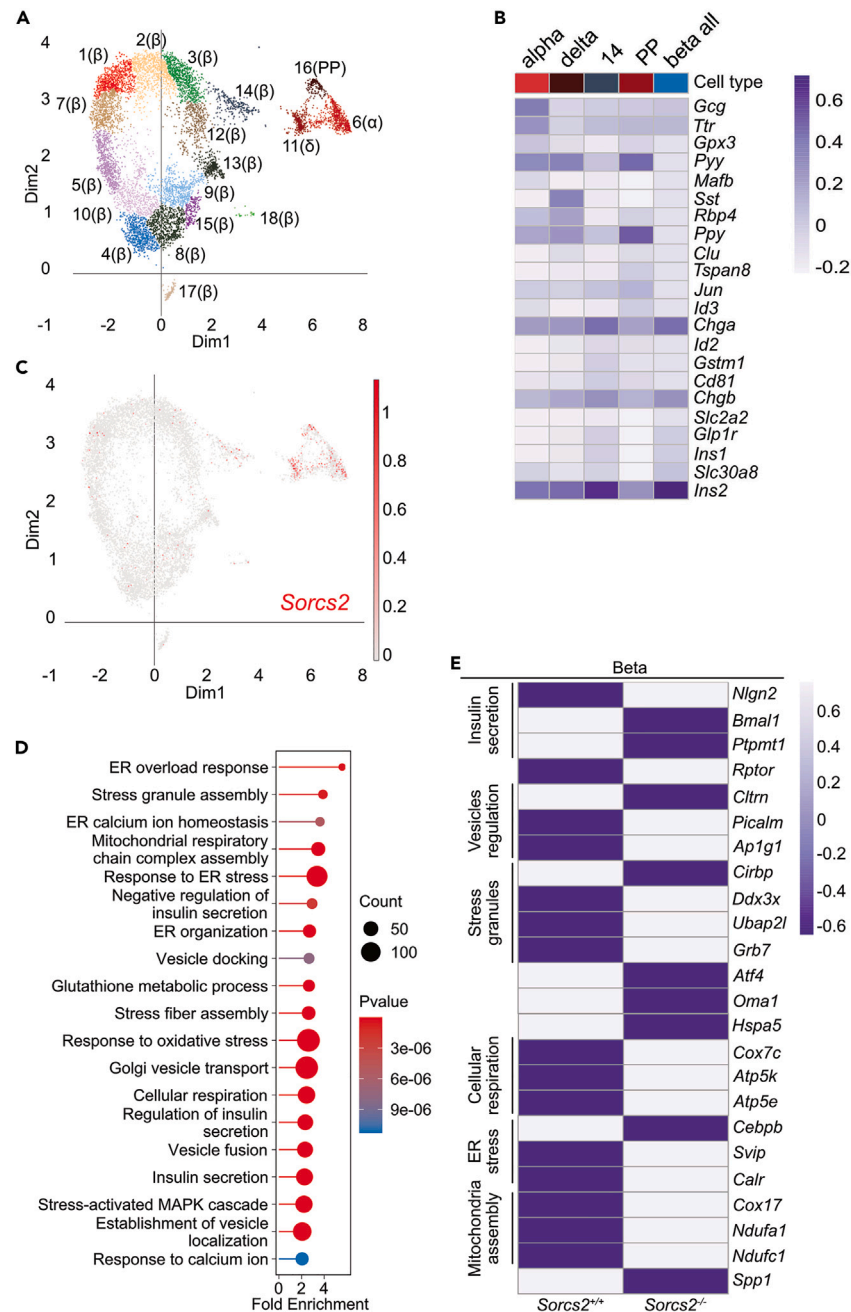 A
4
3
2
1
0
-1
-1
0
2
4
6
8
Dim2
Dim1
1(β)
2(β)
3(β)
7(β)
14(β)
16(PP)
12(β)
6(α)
11(δ)
13(β)
5(β)
9(β)
10(β)
15(β)
18(β)
4(β)
8(β)
17(β)
B
alpha
delta
14
PP
beta all
Cell type
Gcg
Ttr
Gpx3
Pyy
Mafb
Sst
Rbp4
Ppy
Clu
Tspan8
Jun
Id3
Chga
Id2
Gstm1
Cd81
Chgb
Slc2a2
Glp1r
Ins1
Slc30a8
Ins2
0.6
0.4
0.2
0
-0.2
C
4
3
2
1
0
-1
-1
-2
0
2
4
6
8
Dim2
Dim1
Sorcs2
1
0.8
0.6
0.4
0.2
0
D
ER overload response
Stress granule assembly
ER calcium ion homeostasis
Mitochondrial respiratory
chain complex assembly
Response to ER stress
Negative regulation of
insulin secretion
ER organization
Vesicle docking
Glutathione metabolic process
Stress fiber assembly
Response to oxidative stress
Golgi vesicle transport
Cellular respiration
Regulation of insulin
secretion
Vesicle fusion
Insulin secretion
Stress-activated MAPK cascade
Establishment of vesicle
localization
Response to calcium ion
0 2 4
Fold Enrichment
Count
50
100
Pvalue
3e-06
6e-06
9e-06
E
Beta
Insulin
secretion
Vesicles
regulation
Stress
granules
Cellular
respiration
ER
stress
Mitochondria
assembly
Nlgn2
Bmal1
Ptpmt1
Rptor
Cltrn
Picalm
Ap1g1
Cirbp
Ddx3x
Ubap2l
Grb7
Atf4
Oma1
Hspa5
Cox7c
Atp5k
Atp5e
Cebpb
Svip
Calr
Cox17
Ndufa1
Ndufc1
Spp1
Sorcs2+/+
Sorcs2-/-
0.6
0.4
0.2
0
-0.2
-0.4
-0.6